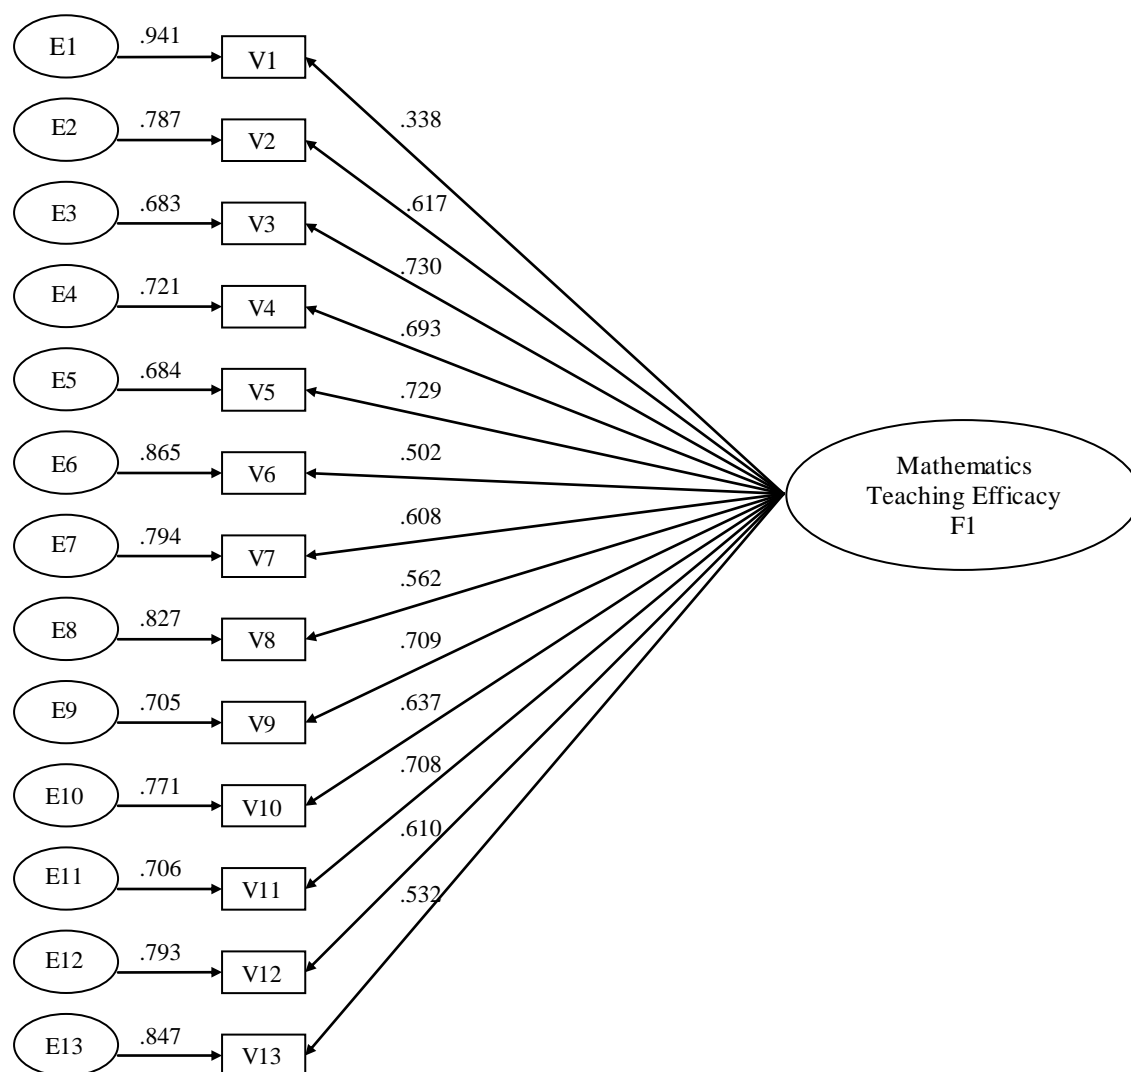 E1 .941 V1
.338
E2 .787 V2
.617
E3 .683 V3
.730
E4 .721 V4
.693
E5 .684 V5
.729
E6 .865 V6
.502
Mathematics
Teaching Efficacy
F1
E7 .794 V7
.608
E8 .827 V8
.562
.709
E9 .705 V9
.637
E10 .771 V10
.708
.610
E11 .706 V11
.532
E12 .793 V12
E13 .847 V13